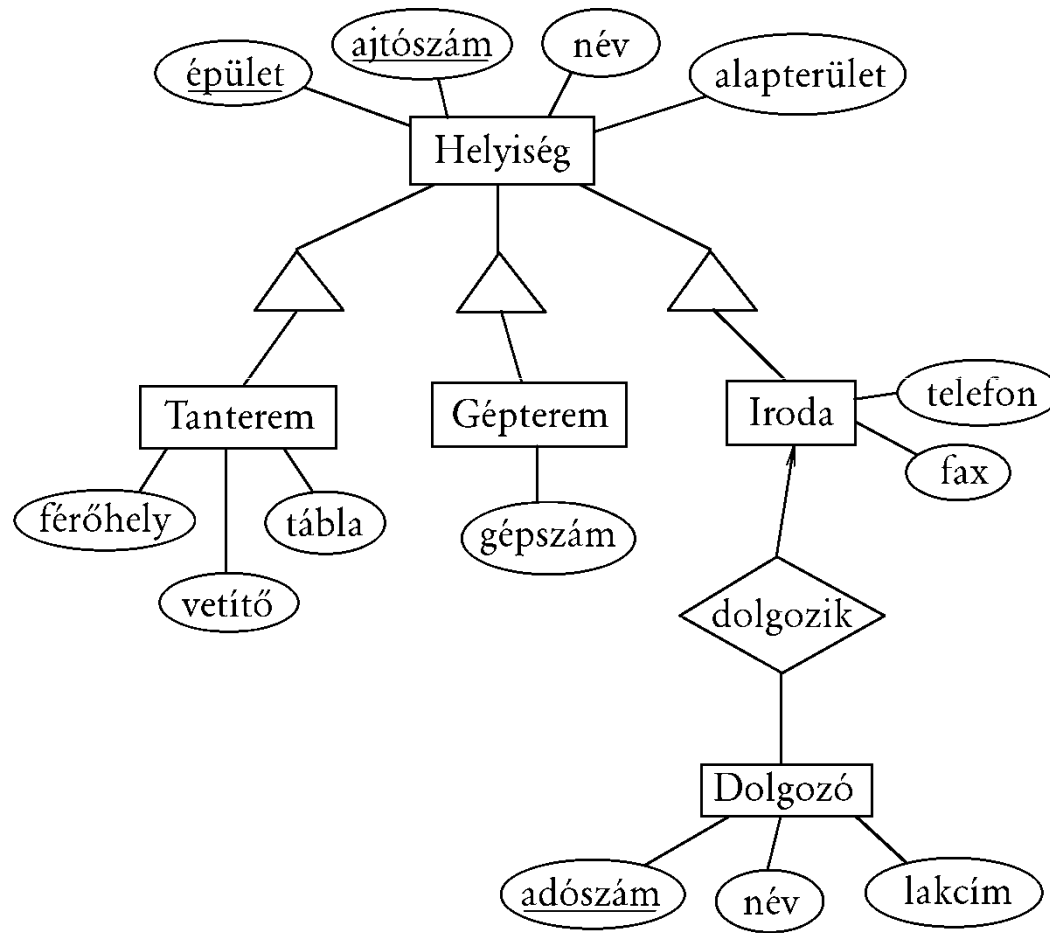 épület
ajtószám
név
alapterület
Helyiség
Tanterem
Gépterem
Iroda
telefon
fax
férőhely
vetítő
tábla
gépszám
dolgozik
Dolgozó
adószám
név
lakcím